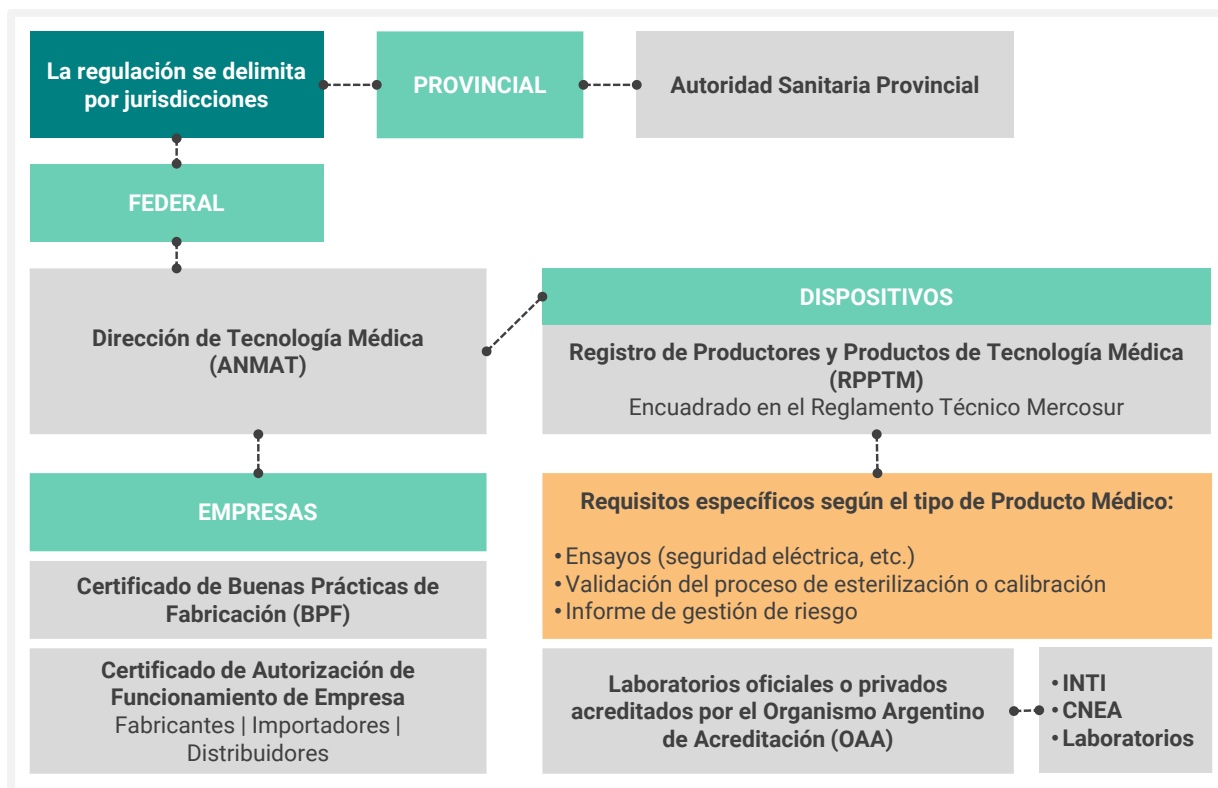 La regulación se delimita
por jurisdicciones
PROVINCIAL
Autoridad Sanitaria Provincial
FEDERAL
Dirección de Tecnología Médica
(ANMAT)
DISPOSITIVOS
Registro de Productores y Productos de Tecnología Médica
(RPPTM)
Encuadrado en el Reglamento Técnico Mercosur
EMPRESAS
Certificado de Buenas Prácticas de
Fabricación (BPF)
Certificado de Autorización de
Funcionamiento de Empresa
Fabricantes | Importadores |
Distribuidores
Requisitos específicos según el tipo de Producto Médico:
• Ensayos (seguridad eléctrica, etc.)
• Validación del proceso de esterilización o calibración
• Informe de gestión de riesgo
Laboratorios oficiales o privados
acreditados por el Organismo Argentino
de Acreditación (OAA)
• INTI
• CNEA
• Laboratorios